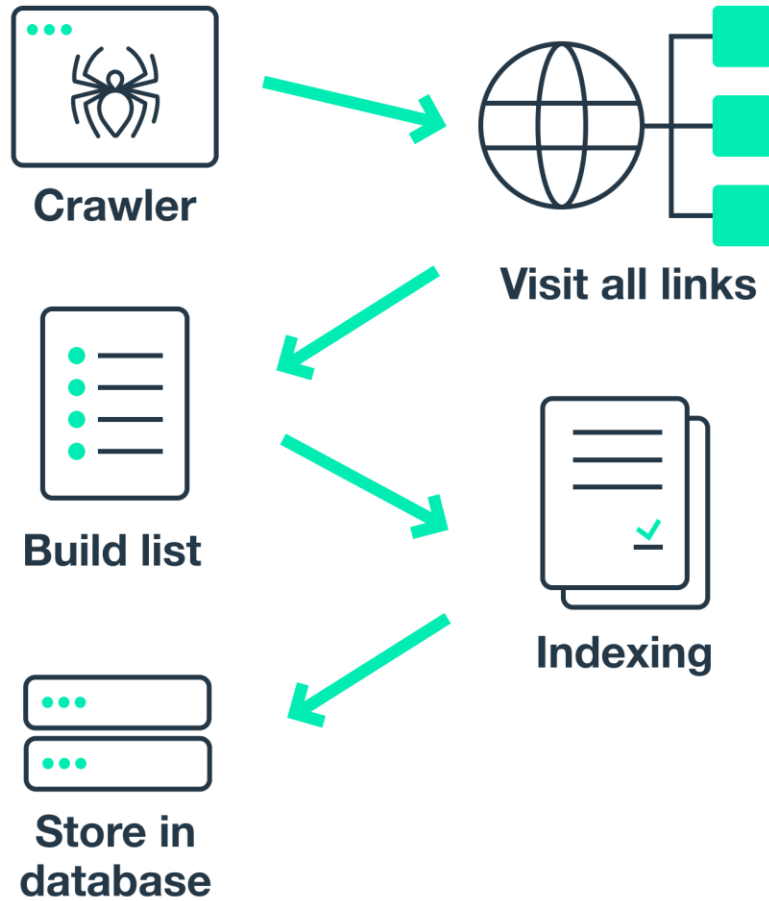 Crawler
Visit all links
Build list
Indexing
Store in
database